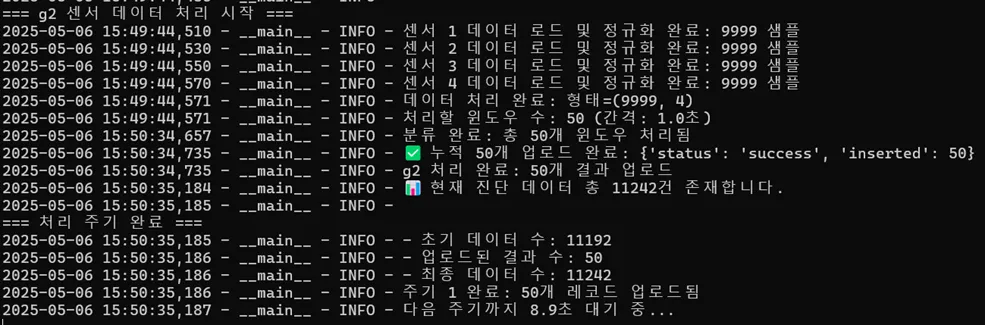 === g2 센서 데이터 처리 시작 ===
2025-05-06 15:49:44,510 - __main__ - INFO - 센서 1 데이터 로드 및 정규화 완료: 9999 샘플
2025-05-06 15:49:44,530 - __main__ - INFO - 센서 2 데이터 로드 및 정규화 완료: 9999 샘플
2025-05-06 15:49:44,550 - __main__ - INFO - 센서 3 데이터 로드 및 정규화 완료: 9999 샘플
2025-05-06 15:49:44,570 - __main__ - INFO - 센서 4 데이터 로드 및 정규화 완료: 9999 샘플
2025-05-06 15:49:44,571 - __main__ - INFO - 데이터 처리 완료: 형태=(9999, 4)
2025-05-06 15:49:44,571 - __main__ - INFO - 처리할 윈도우 수: 50 (간격: 1.0초)
2025-05-06 15:50:34,657 - __main__ - INFO - 분류 완료: 총 50개 윈도우 처리됨
2025-05-06 15:50:34,735 - __main__ - INFO - ✅ 누적 50개 업로드 완료: {'status': 'success', 'inserted': 50}
2025-05-06 15:50:34,735 - __main__ - INFO - g2 처리 완료: 50개 결과 업로드
2025-05-06 15:50:35,184 - __main__ - INFO - 📊 현재 진단 데이터 총 11242건 존재합니다.
2025-05-06 15:50:35,185 - __main__ - INFO -
=== 처리 주기 완료 ===
2025-05-06 15:50:35,185 - __main__ - INFO - - 초기 데이터 수: 11192
2025-05-06 15:50:35,186 - __main__ - INFO - - 업로드된 결과 수: 50
2025-05-06 15:50:35,186 - __main__ - INFO - - 최종 데이터 수: 11242
2025-05-06 15:50:35,186 - __main__ - INFO - 주기 1 완료: 50개 레코드 업로드됨
2025-05-06 15:50:35,187 - __main__ - INFO - 다음 주기까지 8.9초 대기 중...